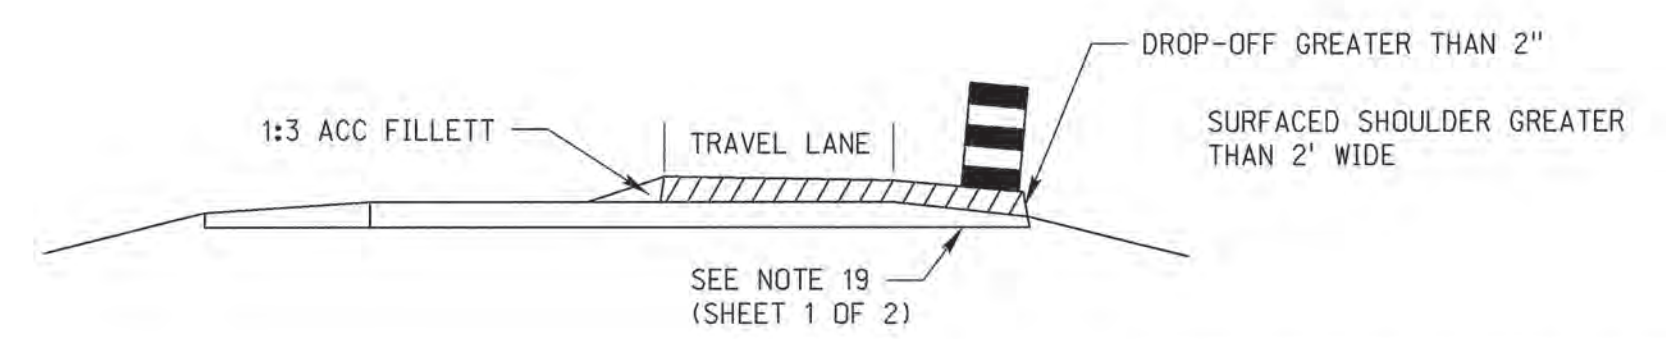 DROP-OFF GREATER THAN 2"
SURFACED SHOULDER GREATER
THAN 2' WIDE
1:3 ACC FILLETT
TRAVEL LANE
SEE NOTE 19
(SHEET 1 OF 2)